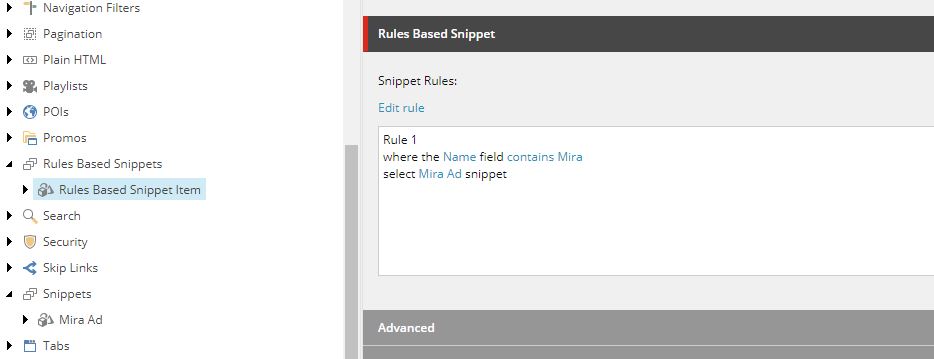 Navigation Filters
Pagination
Plain HTML
Playlists
POIs
Promos
Rules Based Snippets
Rules Based Snippet Item
Search
Security
Skip Links
Snippets
Mira Ad
Tabs
Rules Based Snippet
Snippet Rules:
Edit rule
Rule 1
where the Name field contains Mira
select Mira Ad snippet
Advanced